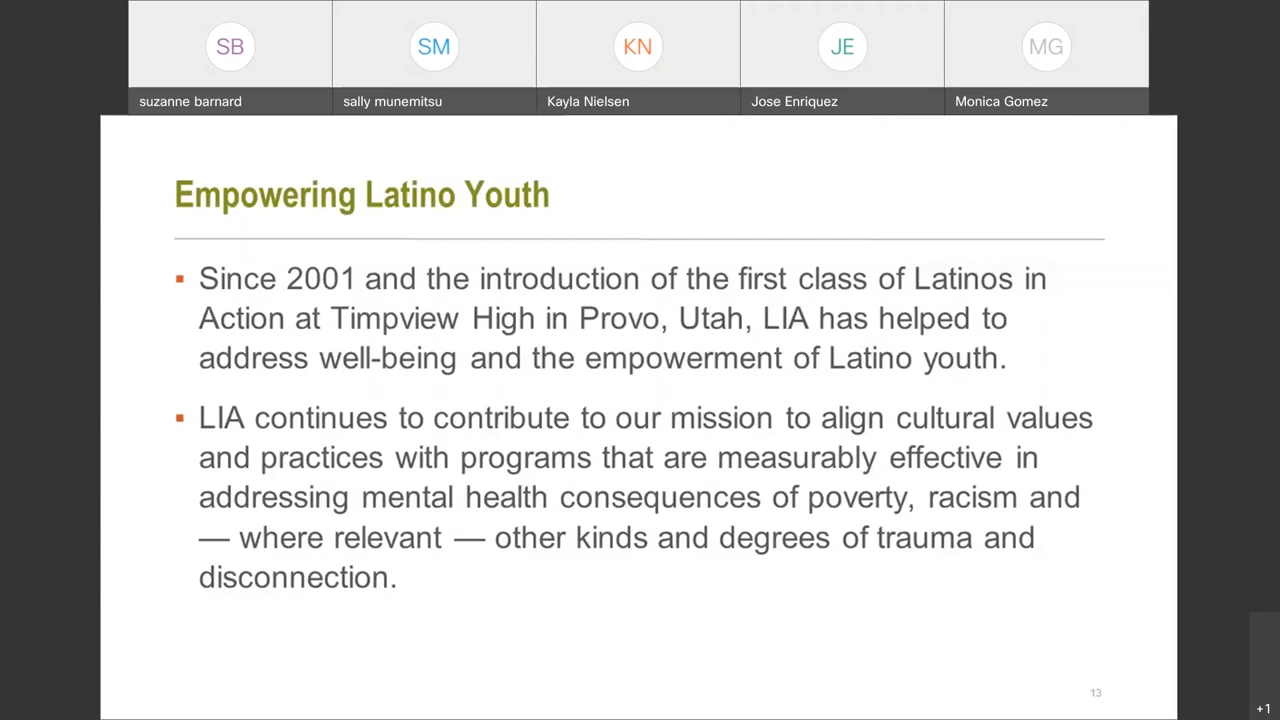 SB
SM
KN
JE
MG
suzanne barnard
sally munemitsu
Kayla Nielsen
Jose Enriquez
Monica Gomez
Empowering Latino Youth
▪ Since 2001 and the introduction of the first class of Latinos in
Action at Timpview High in Provo, Utah, LIA has helped to
address well-being and the empowerment of Latino youth.
▪ LIA continues to contribute to our mission to align cultural values
and practices with programs that are measurably effective in
addressing mental health consequences of poverty, racism and
— where relevant — other kinds and degrees of trauma and
disconnection.
13
+1